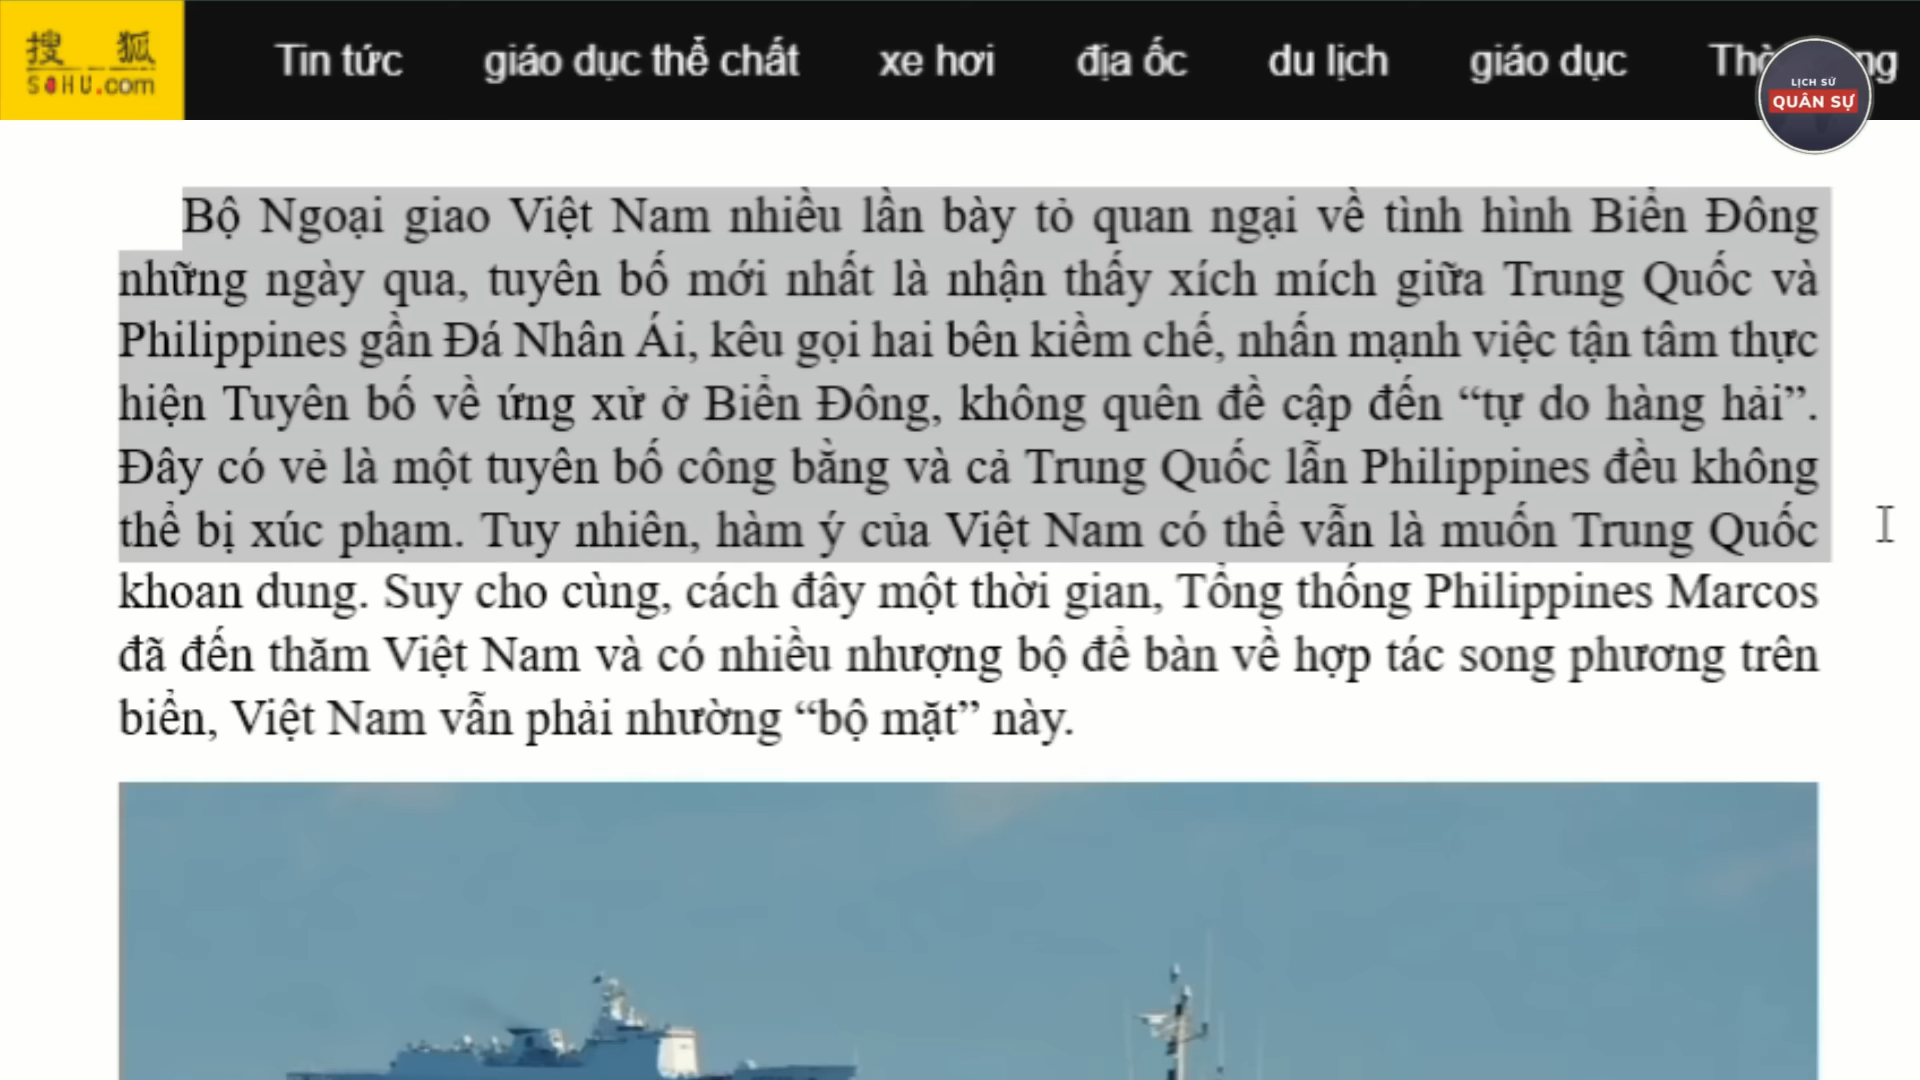 搜 狐
SOHU.com
Tin tức giáo dục thể chất xe hơi địa ốc du lịch giáo dục
LỊCH SỬ
QUÂN SỰ
Bộ Ngoại giao Việt Nam nhiều lần bày tỏ quan ngại về tình hình Biển Đông
những ngày qua, tuyên bố mới nhất là nhận thấy xích mích giữa Trung Quốc và
Philippines gần Đá Nhân Ái, kêu gọi hai bên kiềm chế, nhấn mạnh việc tận tâm thực
hiện Tuyên bố về ứng xử ở Biển Đông, không quên đề cập đến “tự do hàng hải”.
Đây có vẻ là một tuyên bố công bằng và cả Trung Quốc lẫn Philippines đều không
thể bị xúc phạm. Tuy nhiên, hàm ý của Việt Nam có thể vẫn là muốn Trung Quốc
khoan dung. Suy cho cùng, cách đây một thời gian, Tổng thống Philippines Marcos
đã đến thăm Việt Nam và có nhiều nhượng bộ để bàn về hợp tác song phương trên
biển, Việt Nam vẫn phải nhường “bộ mặt” này.